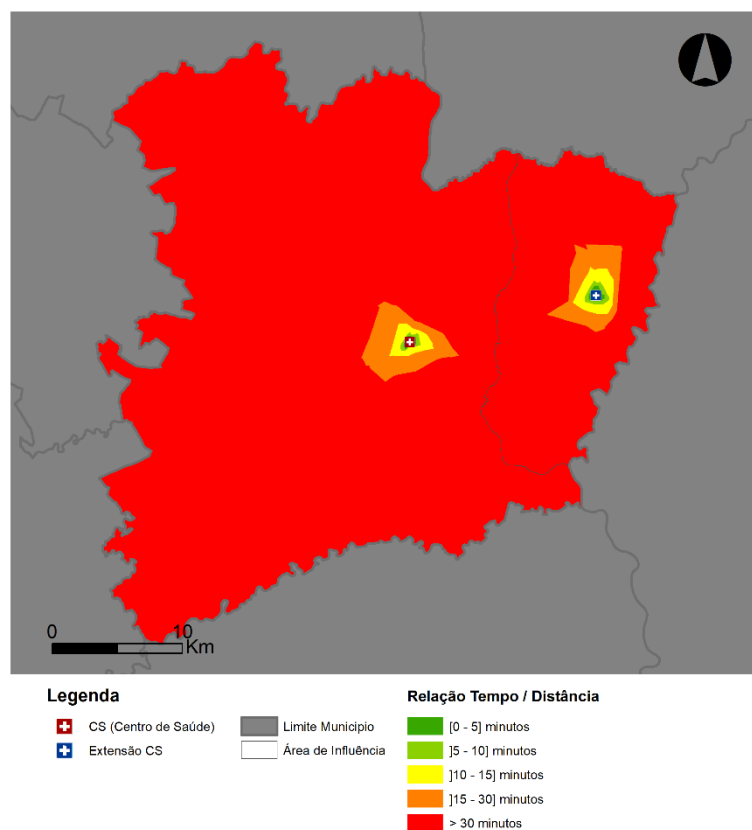 0 10
Km
Legenda
CS (Centro de Saúde)
Extensão CS
Limite Municipio
Área de Influência
Relação Tempo / Distância
[0 - 5] minutos
]5 - 10] minutos
]10 - 15] minutos
]15 - 30] minutos
> 30 minutos